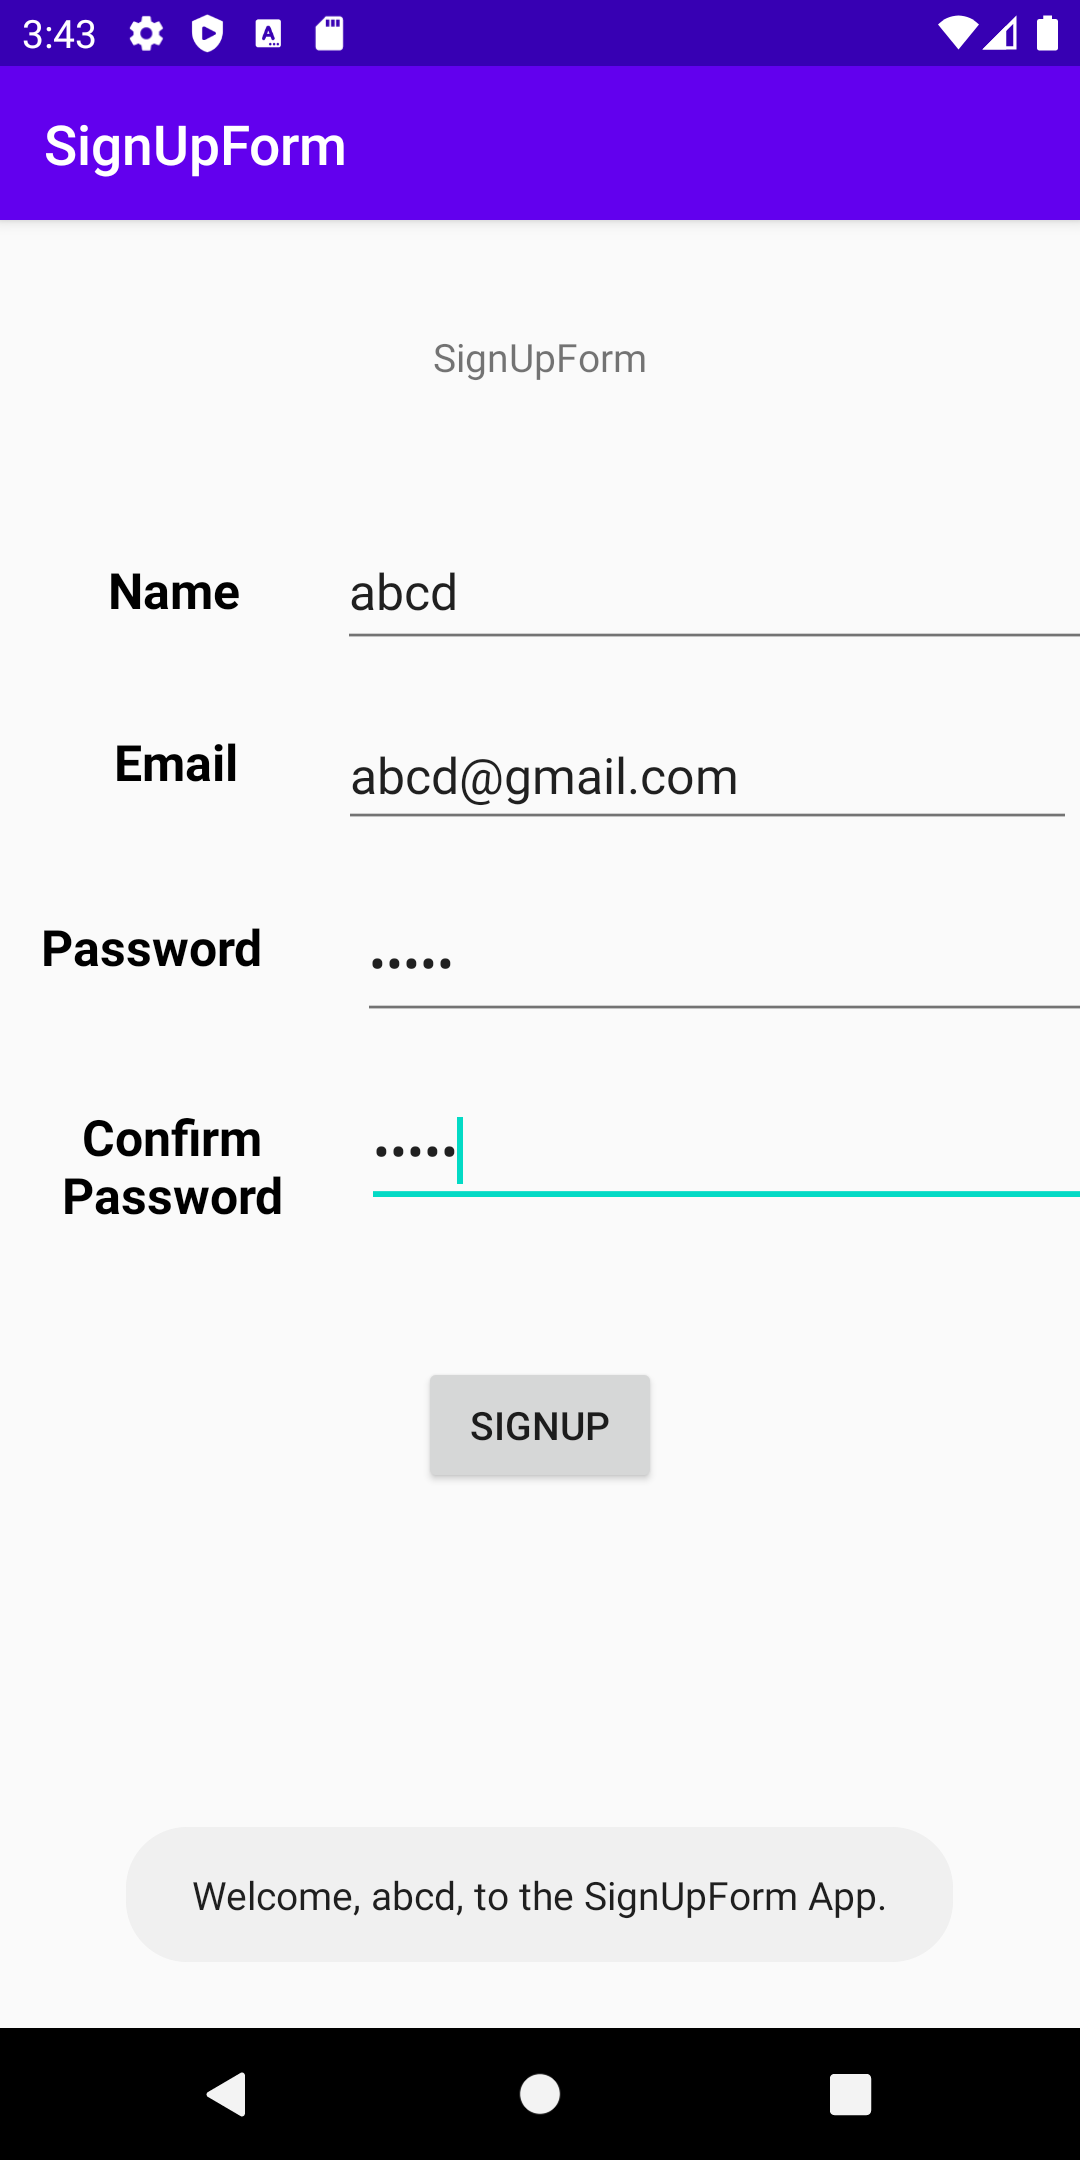 3:43
SignUpForm
SignUpForm
Name abcd
Email abcd@gmail.com
Password •••••
Confirm •••••
Password
SIGNUP
Welcome, abcd, to the SignUpForm App.